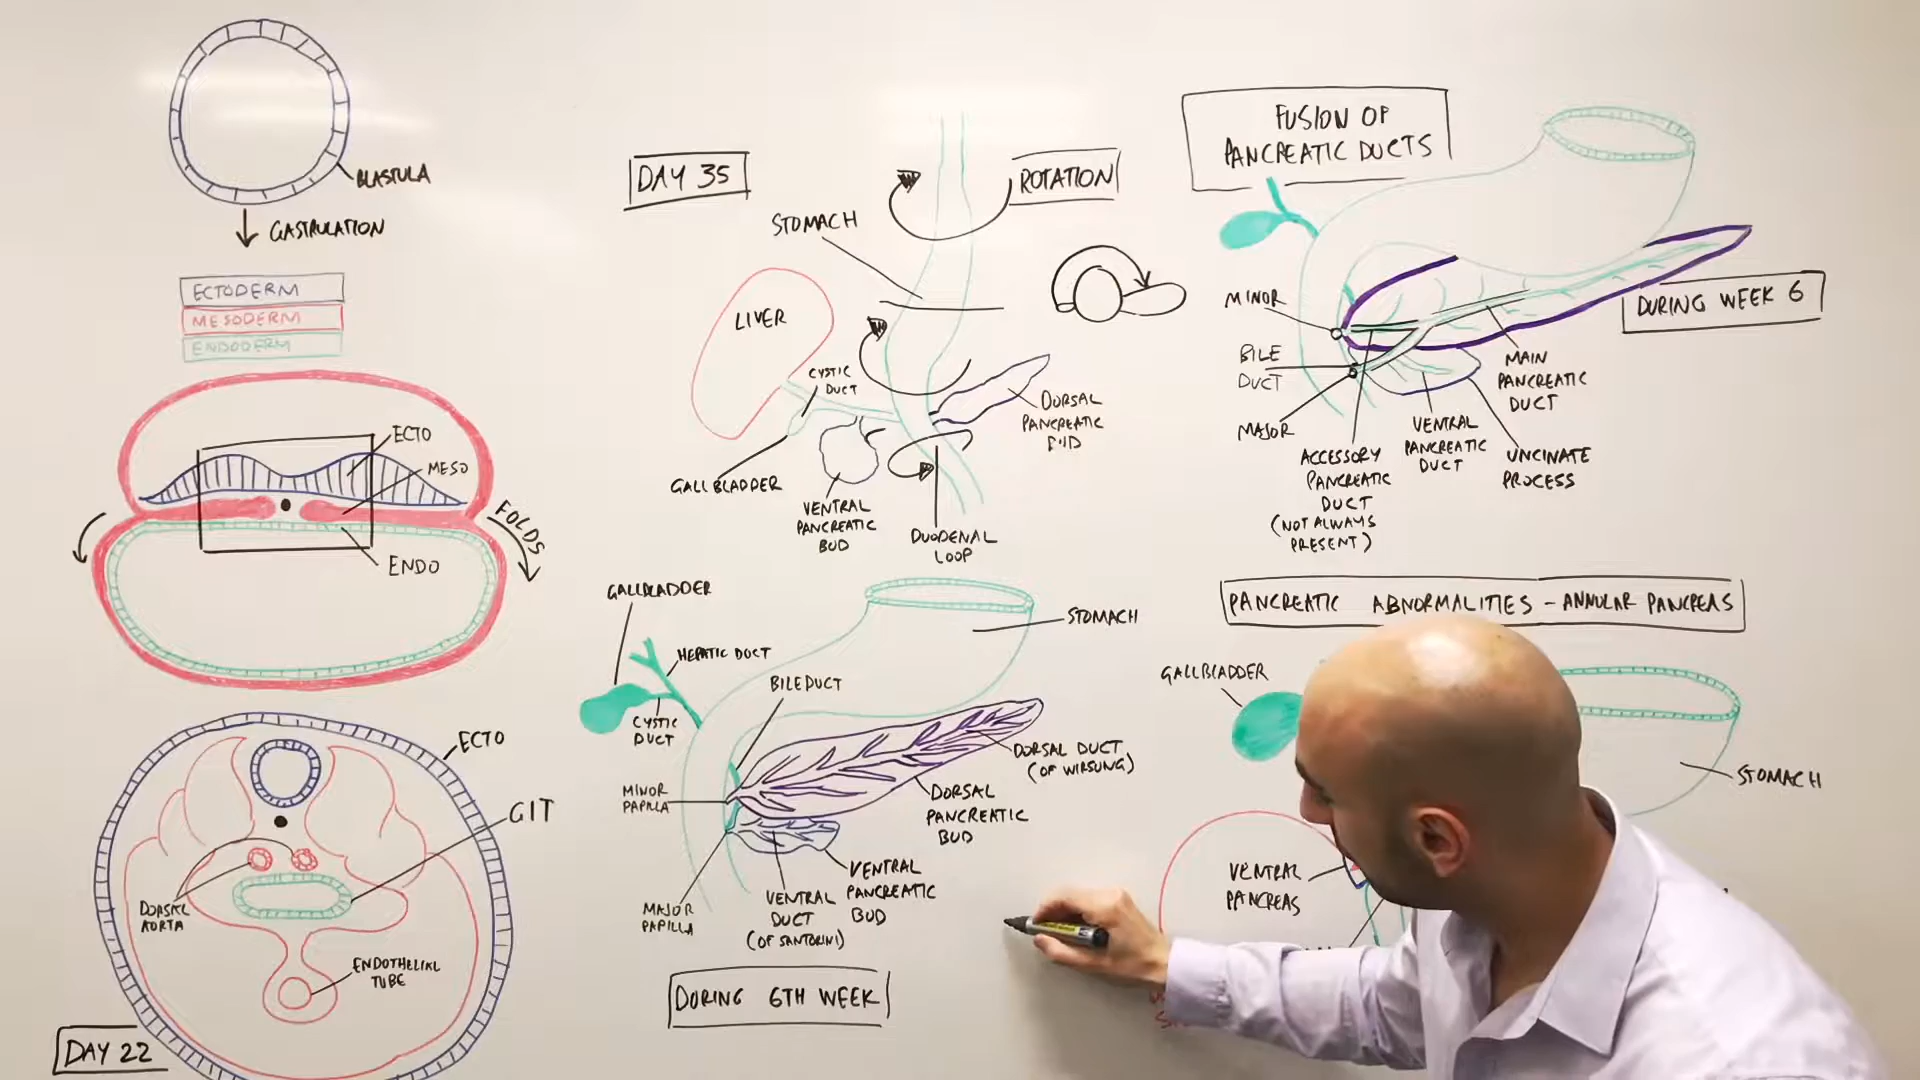 BLASTULA
GASTRULATION
ECTODERM
MESODERM
ENDODERM
ECTO
MESO
ENDO
FOLDS
ECTO
GIT
DORSAL
AORTA
ENDOTHELIAL
TUBE
DAY 22
DAY 35
ROTATION
STOMACH
LIVER
CYSTIC
DUCT
DORSAL
PANCREATIC
BUD
GALLBLADDER
VENTRAL
PANCREATIC
BUD
DUODENAL
LOOP
GALLBLADDER
HEPATIC DUCT
BILE DUCT
CYSTIC
DUCT
STOMACH
MINOR
PAPILLA
DORSAL DUCT
(OF WIRSUNG)
DORSAL
PANCREATIC
BUD
VENTRAL
PANCREATIC
BUD
VENTRAL
DUCT
(OF SANTORINI)
MAJOR
PAPILLA
DURING 6TH WEEK
FUSION OF
PANCREATIC DUCTS
MINOR
DURING WEEK 6
BILE
DUCT
MAJOR
MAIN
PANCREATIC
DUCT
VENTRAL
PANCREATIC
DUCT
UNCINATE
PROCESS
ACCESSORY
PANCREATIC
DUCT
(NOT ALWAYS
PRESENT)
PANCREATIC ABNORMALITIES - ANNULAR PANCREAS
GALLBLADDER
STOMACH
VENTRAL
PANCREAS